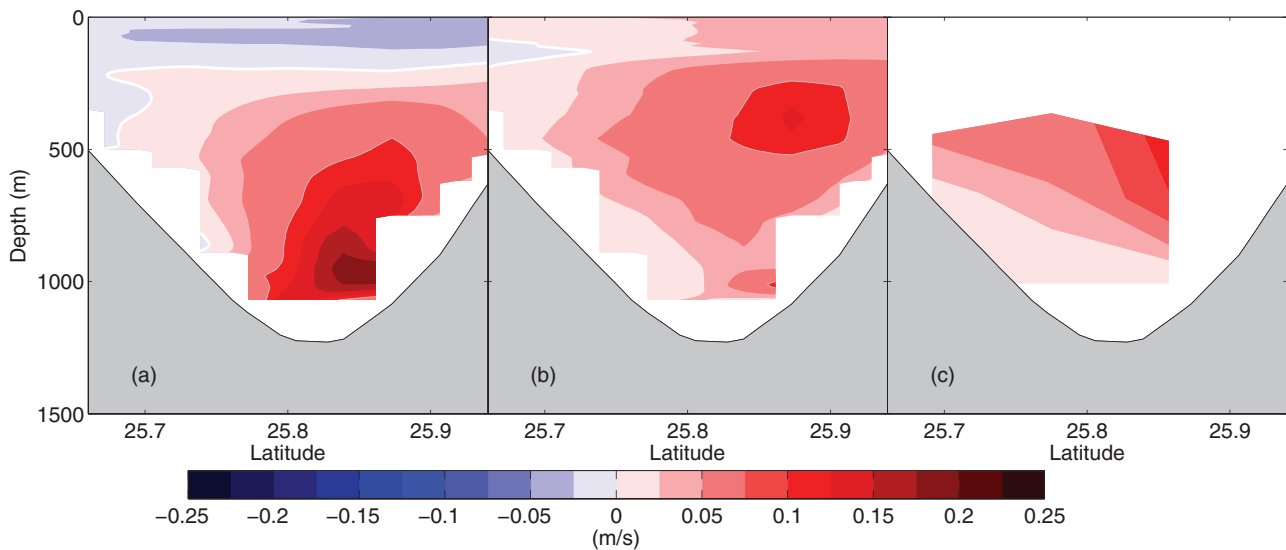 0
500
1000
1500
Depth (m)
(a)
(b)
(c)
25.7 25.8 25.9 25.7 25.8 25.9 25.7 25.8 25.9
Latitude Latitude Latitude
−0.25 −0.2 −0.15 −0.1 −0.05 0 0.05 0.1 0.15 0.2 0.25
(m/s)